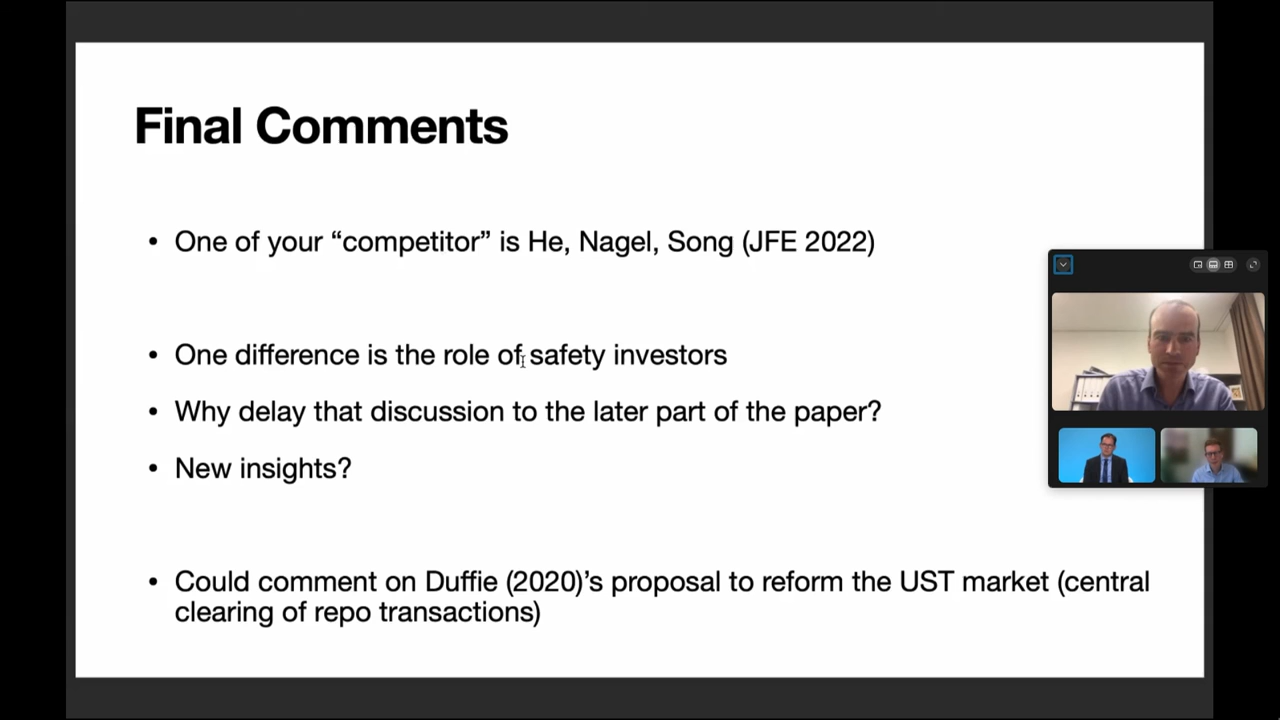 Final Comments
• One of your “competitor” is He, Nagel, Song (JFE 2022)
• One difference is the role of safety investors
• Why delay that discussion to the later part of the paper?
• New insights?
• Could comment on Duffie (2020)’s proposal to reform the UST market (central
clearing of repo transactions)